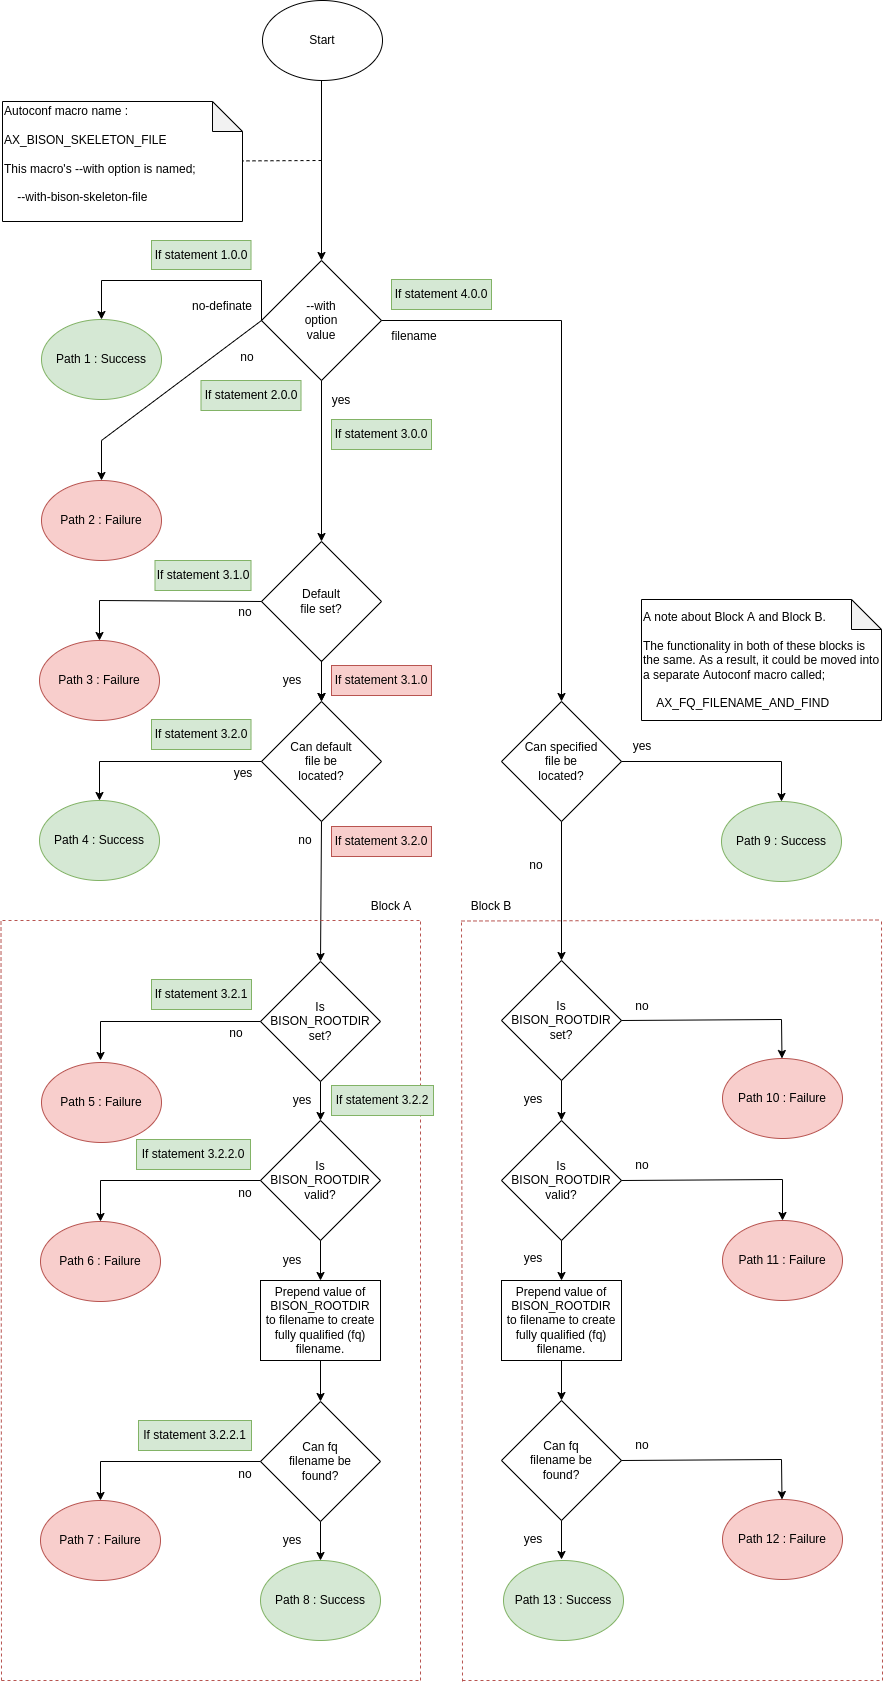 Start
Autoconf macro name :
AX_BISON_SKELETON_FILE
This macro's --with option is named;
--with-bison-skeleton-file
If statement 1.0.0
no-definate
--with
option
value
If statement 4.0.0
filename
Path 1 : Success
no
If statement 2.0.0
yes
If statement 3.0.0
Path 2 : Failure
If statement 3.1.0
no
Default
file set?
Path 3 : Failure
yes
If statement 3.1.0
A note about Block A and Block B.
The functionality in both of these blocks is
the same. As a result, it could be moved into
a separate Autoconf macro called;
AX_FQ_FILENAME_AND_FIND
If statement 3.2.0
yes
Can default
file be
located?
Can specified
file be
located?
yes
Path 4 : Success
no
If statement 3.2.0
Path 9 : Success
no
Block A
Block B
If statement 3.2.1
no
Is
BISON_ROOTDIR
set?
Is
BISON_ROOTDIR
set?
no
Path 5 : Failure
yes
If statement 3.2.2
yes
Path 10 : Failure
If statement 3.2.2.0
no
Is
BISON_ROOTDIR
valid?
Is
BISON_ROOTDIR
valid?
no
Path 6 : Failure
yes
yes
Path 11 : Failure
Prepend value of
BISON_ROOTDIR
to filename to create
fully qualified (fq)
filename.
Prepend value of
BISON_ROOTDIR
to filename to create
fully qualified (fq)
filename.
If statement 3.2.2.1
no
Can fq
filename be
found?
Can fq
filename be
found?
no
Path 7 : Failure
yes
yes
Path 12 : Failure
Path 8 : Success
Path 13 : Success